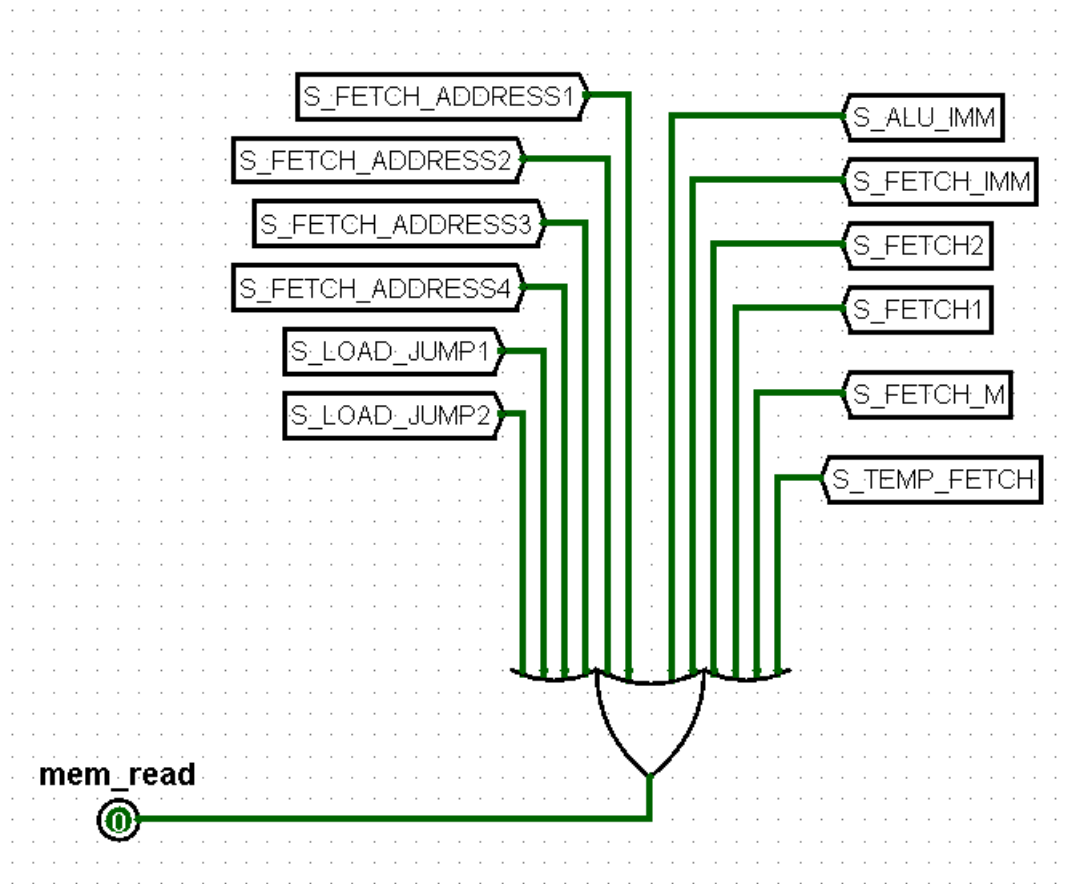 S_FETCH_ADDRESS1
S_ALU_IMM
S_FETCH_ADDRESS2
S_FETCH_IMM
S_FETCH_ADDRESS3
S_FETCH2
S_FETCH_ADDRESS4
S_FETCH1
S_LOAD_JUMP1
S_FETCH_M
S_LOAD_JUMP2
S_TEMP_FETCH
mem_read
0